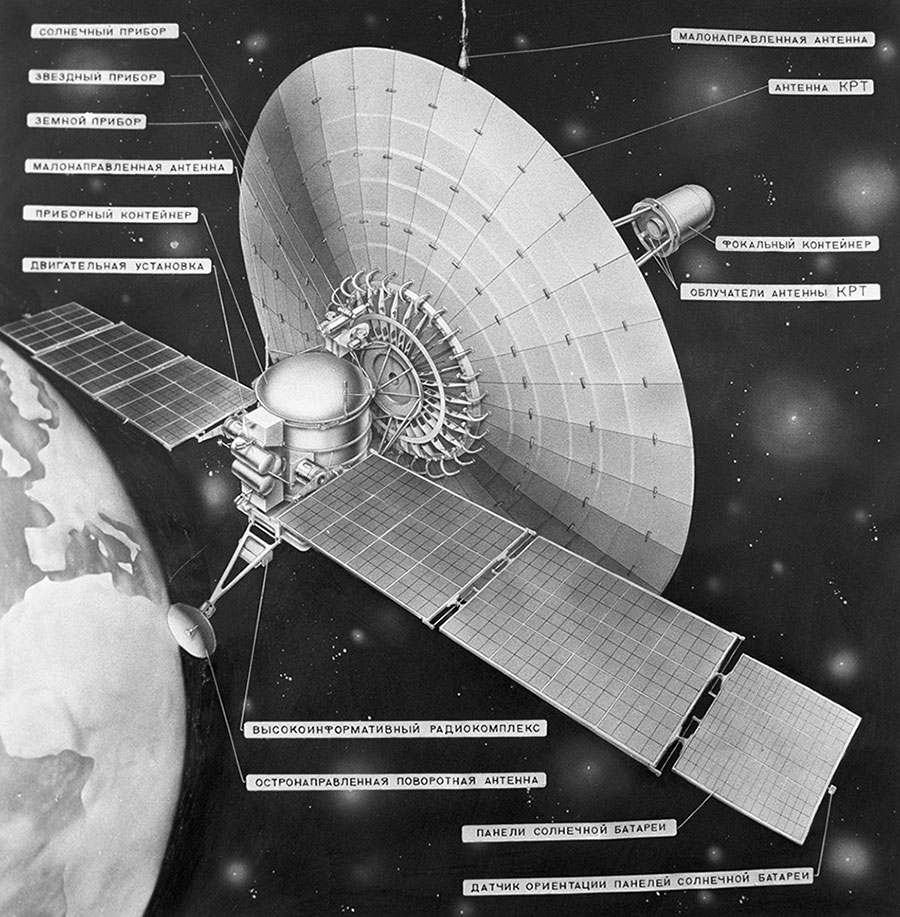 СОЛНЕЧНЫЙ ПРИБОР
ЗВЕЗДНЫЙ ПРИБОР
ЗЕМНОЙ ПРИБОР
МАЛОНАПРАВЛЕННАЯ АНТЕННА
ПРИБОРНЫЙ КОНТЕЙНЕР
ДВИГАТЕЛЬНАЯ УСТАНОВКА
МАЛОНАПРАВЛЕННАЯ АНТЕННА
АНТЕННА КРТ
ФОКАЛЬНЫЙ КОНТЕЙНЕР
ОБЛУЧАТЕЛИ АНТЕННЫ КРТ
ВЫСОКОИНФОРМАТИВНЫЙ РАДИОКОМПЛЕКС
ОСТРОНАПРАВЛЕННАЯ ПОВОРОТНАЯ АНТЕННА
ПАНЕЛИ СОЛНЕЧНОЙ БАТАРЕИ
ДАТЧИК ОРИЕНТАЦИИ ПАНЕЛЕЙ СОЛНЕЧНОЙ БАТАРЕИ